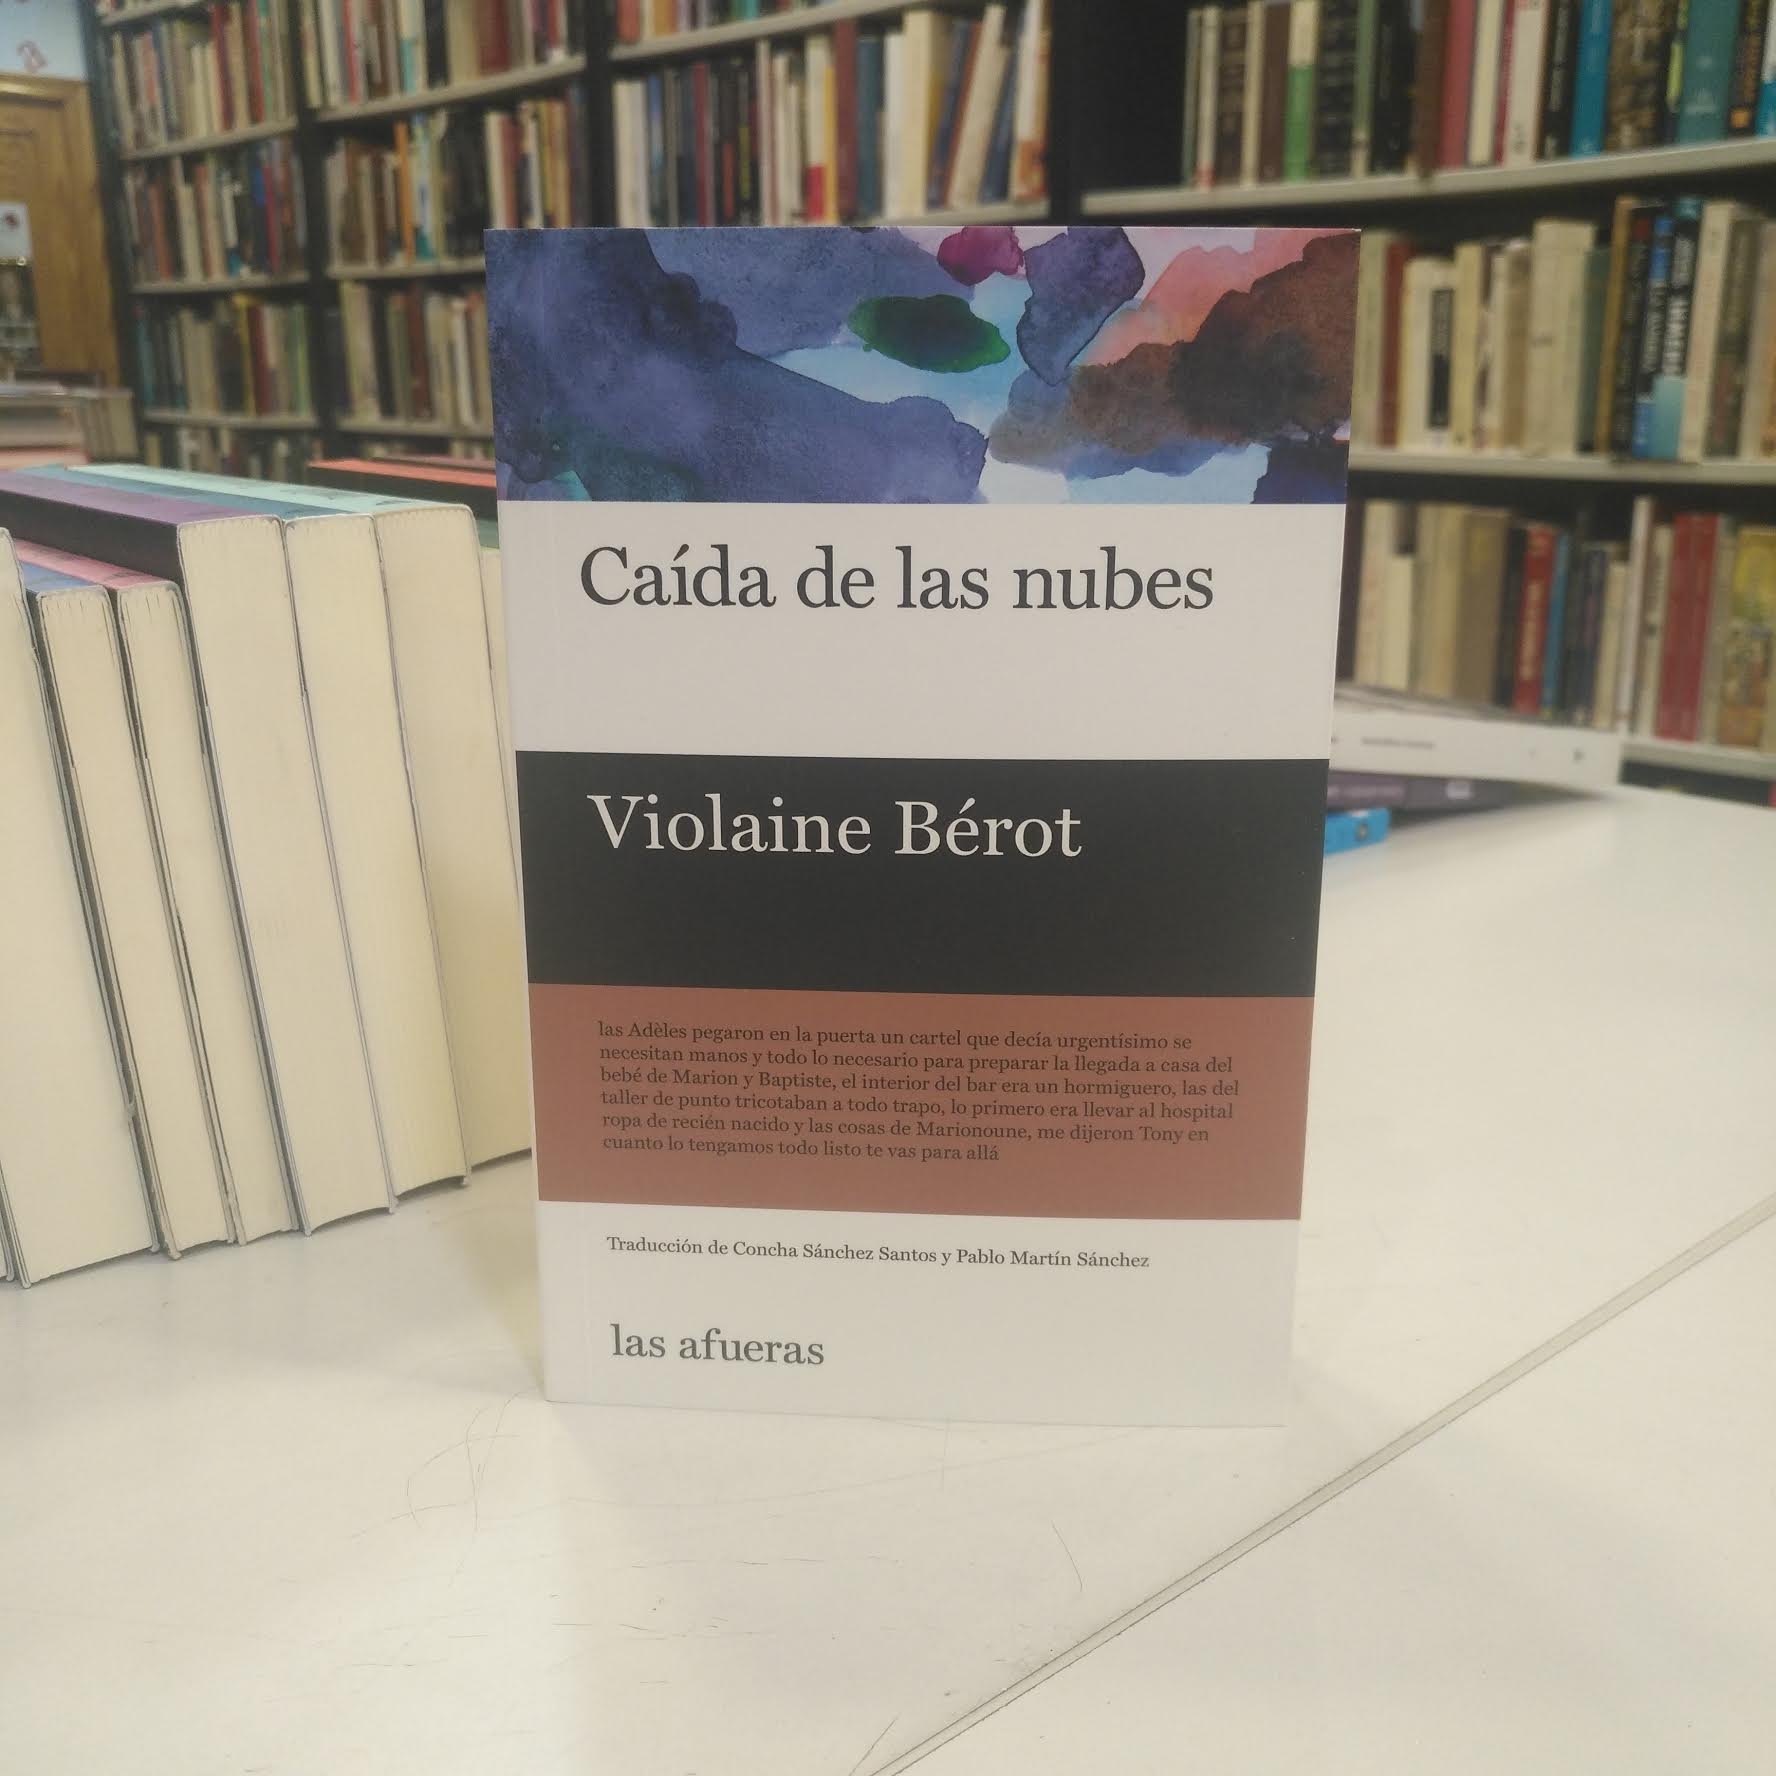 Caída de las nubes
Violaine Bérot
las Adèles pegaron en la puerta un cartel que decía urgentísimo se
necesitan manos y todo lo necesario para preparar la llegada a casa del
bebé de Marion y Baptiste, el interior del bar era un hormiguero, las del
taller de punto tricotaban a todo trapo, lo primero era llevar al hospital
ropa de recién nacido y las cosas de Marionoune, me dijeron Tony en
cuanto lo tengamos todo listo te vas para allá
Traducción de Concha Sánchez Santos y Pablo Martín Sánchez
las afueras